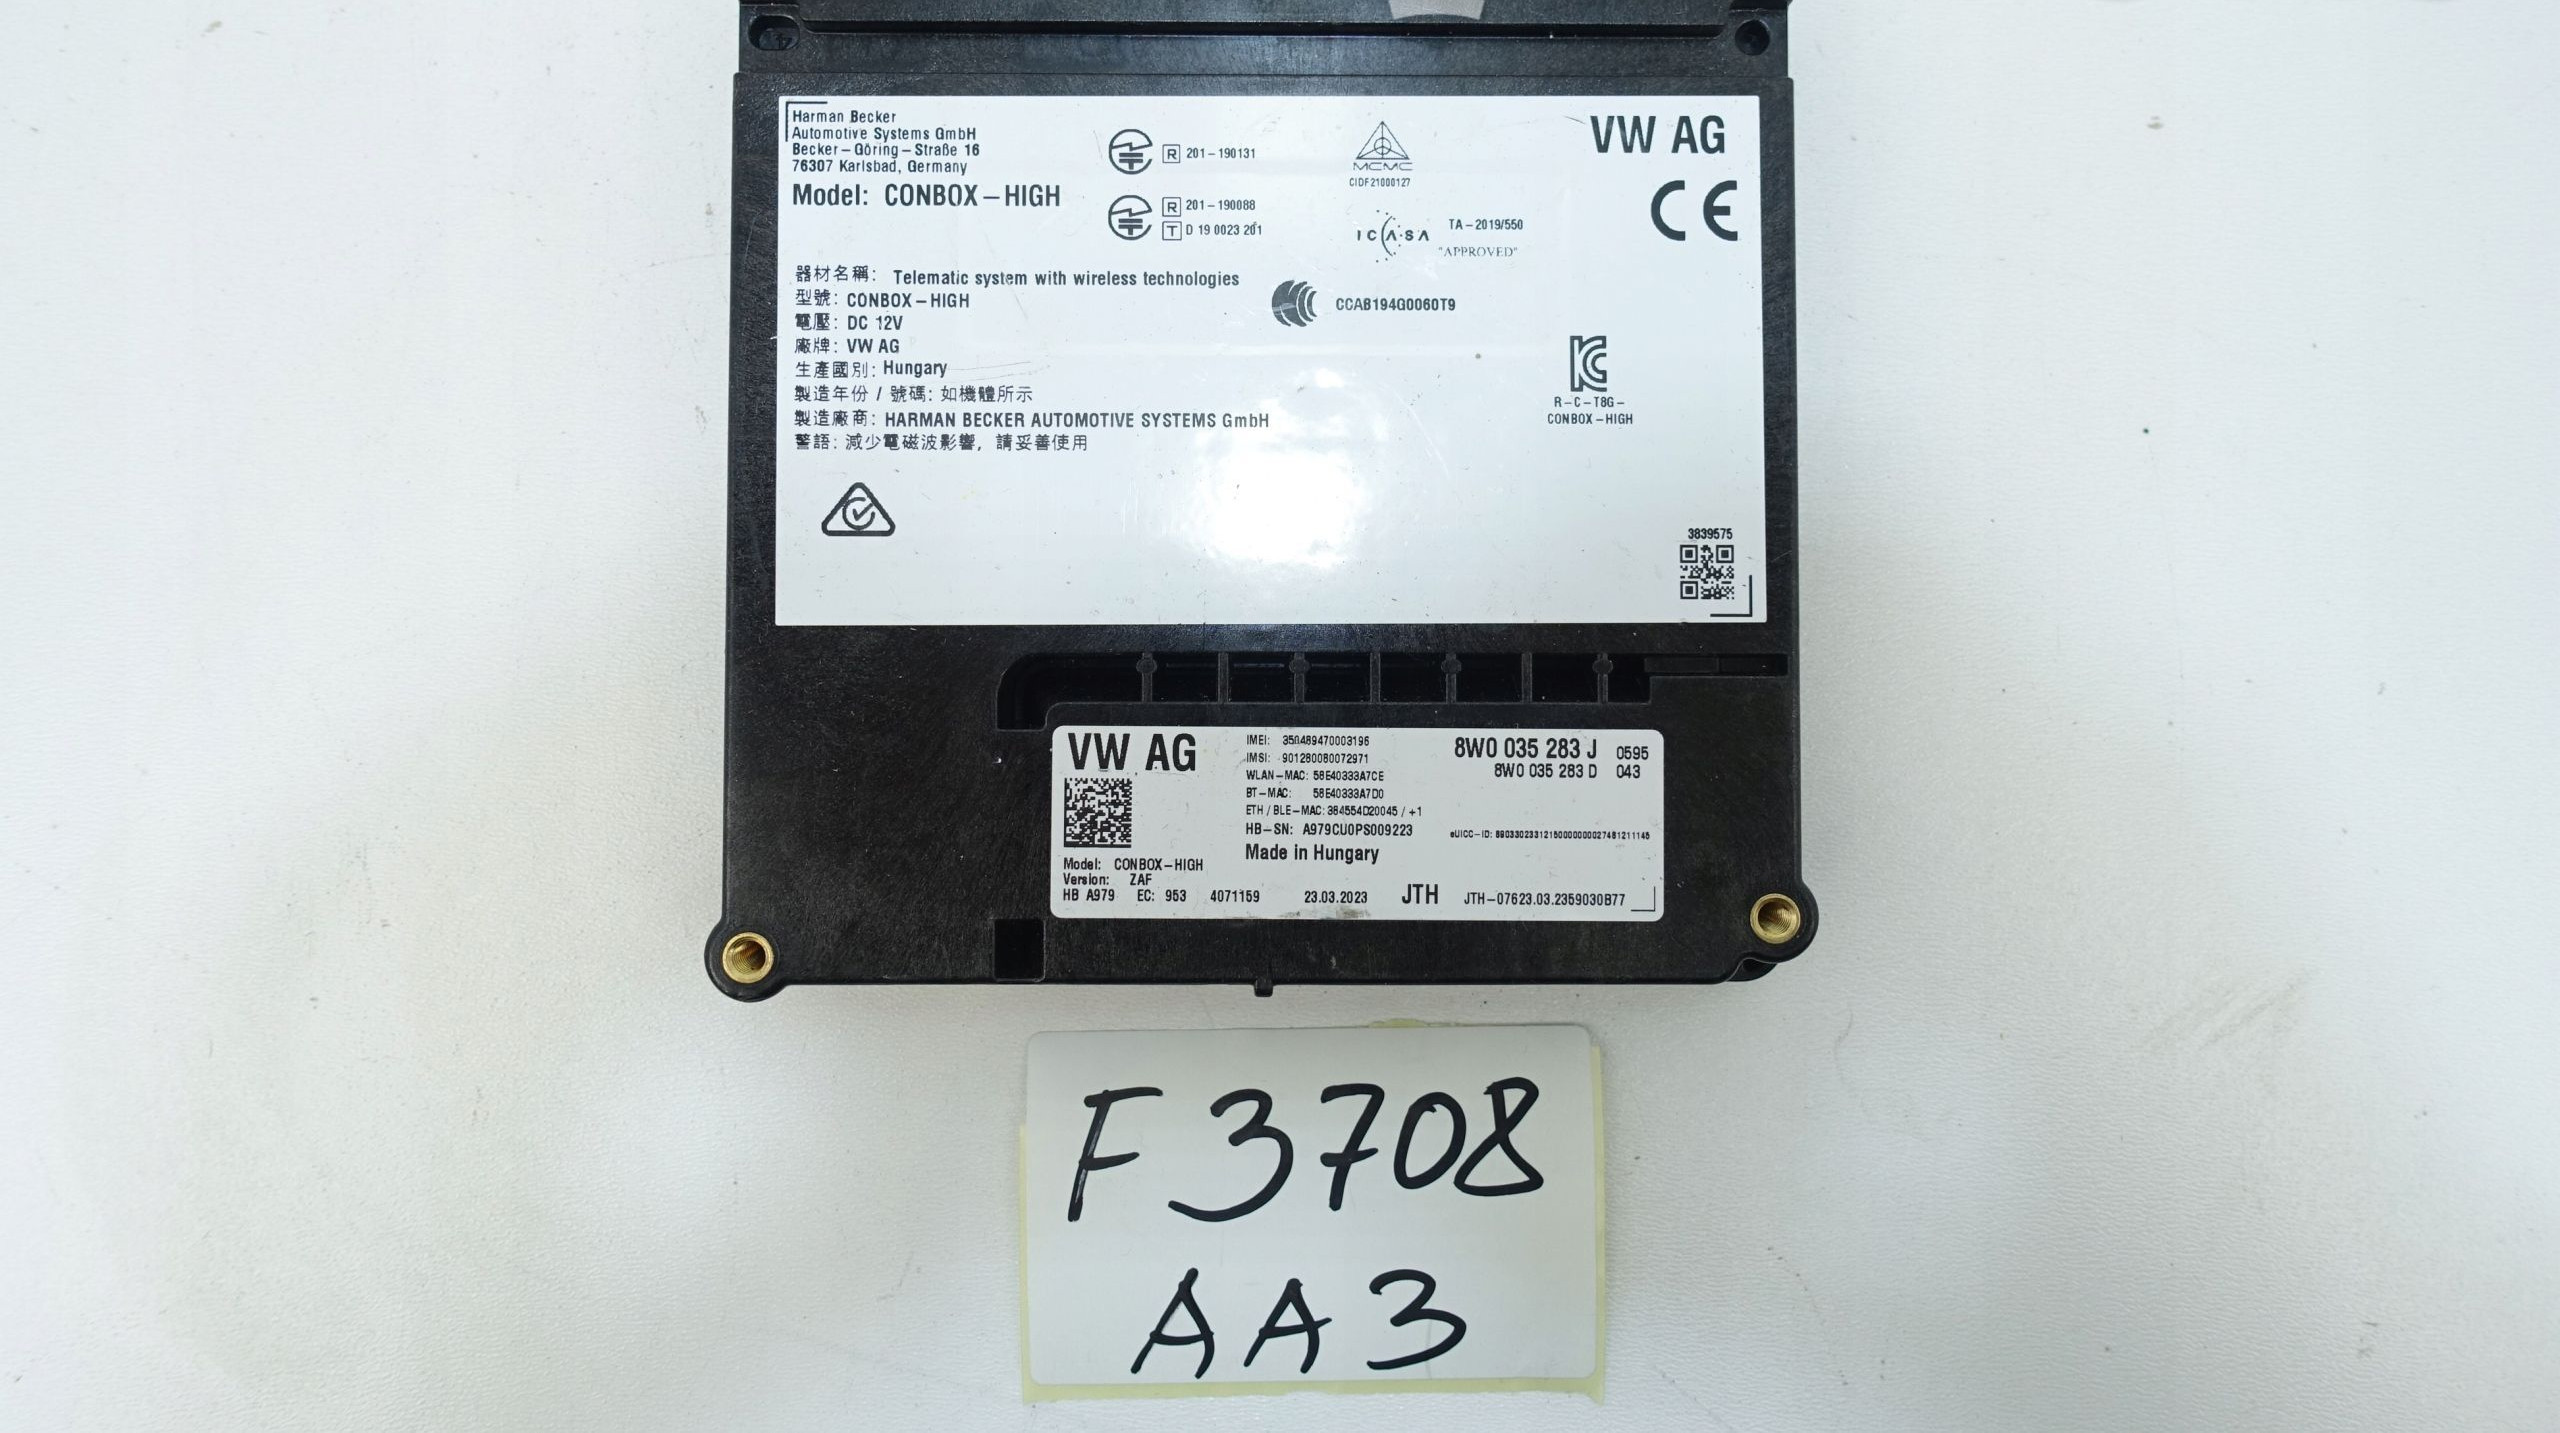 Harman Becker
Automotive Systems GmbH
Becker-Göring-Straße 16
76307 Karlsbad, Germany
Model: CONBOX-HIGH
R 201-190131
R 201-190088
T D 19 0023 201
MCMC
CIDF21000127
ICASA TA-2019/550
"APPROVED"
VW AG
CE
器材名稱: Telematic system with wireless technologies
型號: CONBOX-HIGH
電壓: DC 12V
廠牌: VW AG
生產國別: Hungary
製造年份 / 號碼: 如機體所示
製造廠商: HARMAN BECKER AUTOMOTIVE SYSTEMS GmbH
警語: 減少電磁波影響, 請妥善使用
CCAB194G0060T9
R-C-T8G-
CONBOX-HIGH
3839575
VW AG
Model: CONBOX-HIGH
Version: ZAF
HB A979 EC: 953 4071159 23.03.2023 JTH JTH-07623.03.2359030B77
IMEI: 350489470003196
IMSI: 901280080072971
WLAN-MAC: 58E40333A7CE
BT-MAC: 58E40333A7D0
ETH / BLE-MAC: 384554D20045 / +1
HB-SN: A979CU0PS009223
Made in Hungary
8W0 035 283 J 0595
8W0 035 283 D 043
eUICC-ID:
F3708
AA3